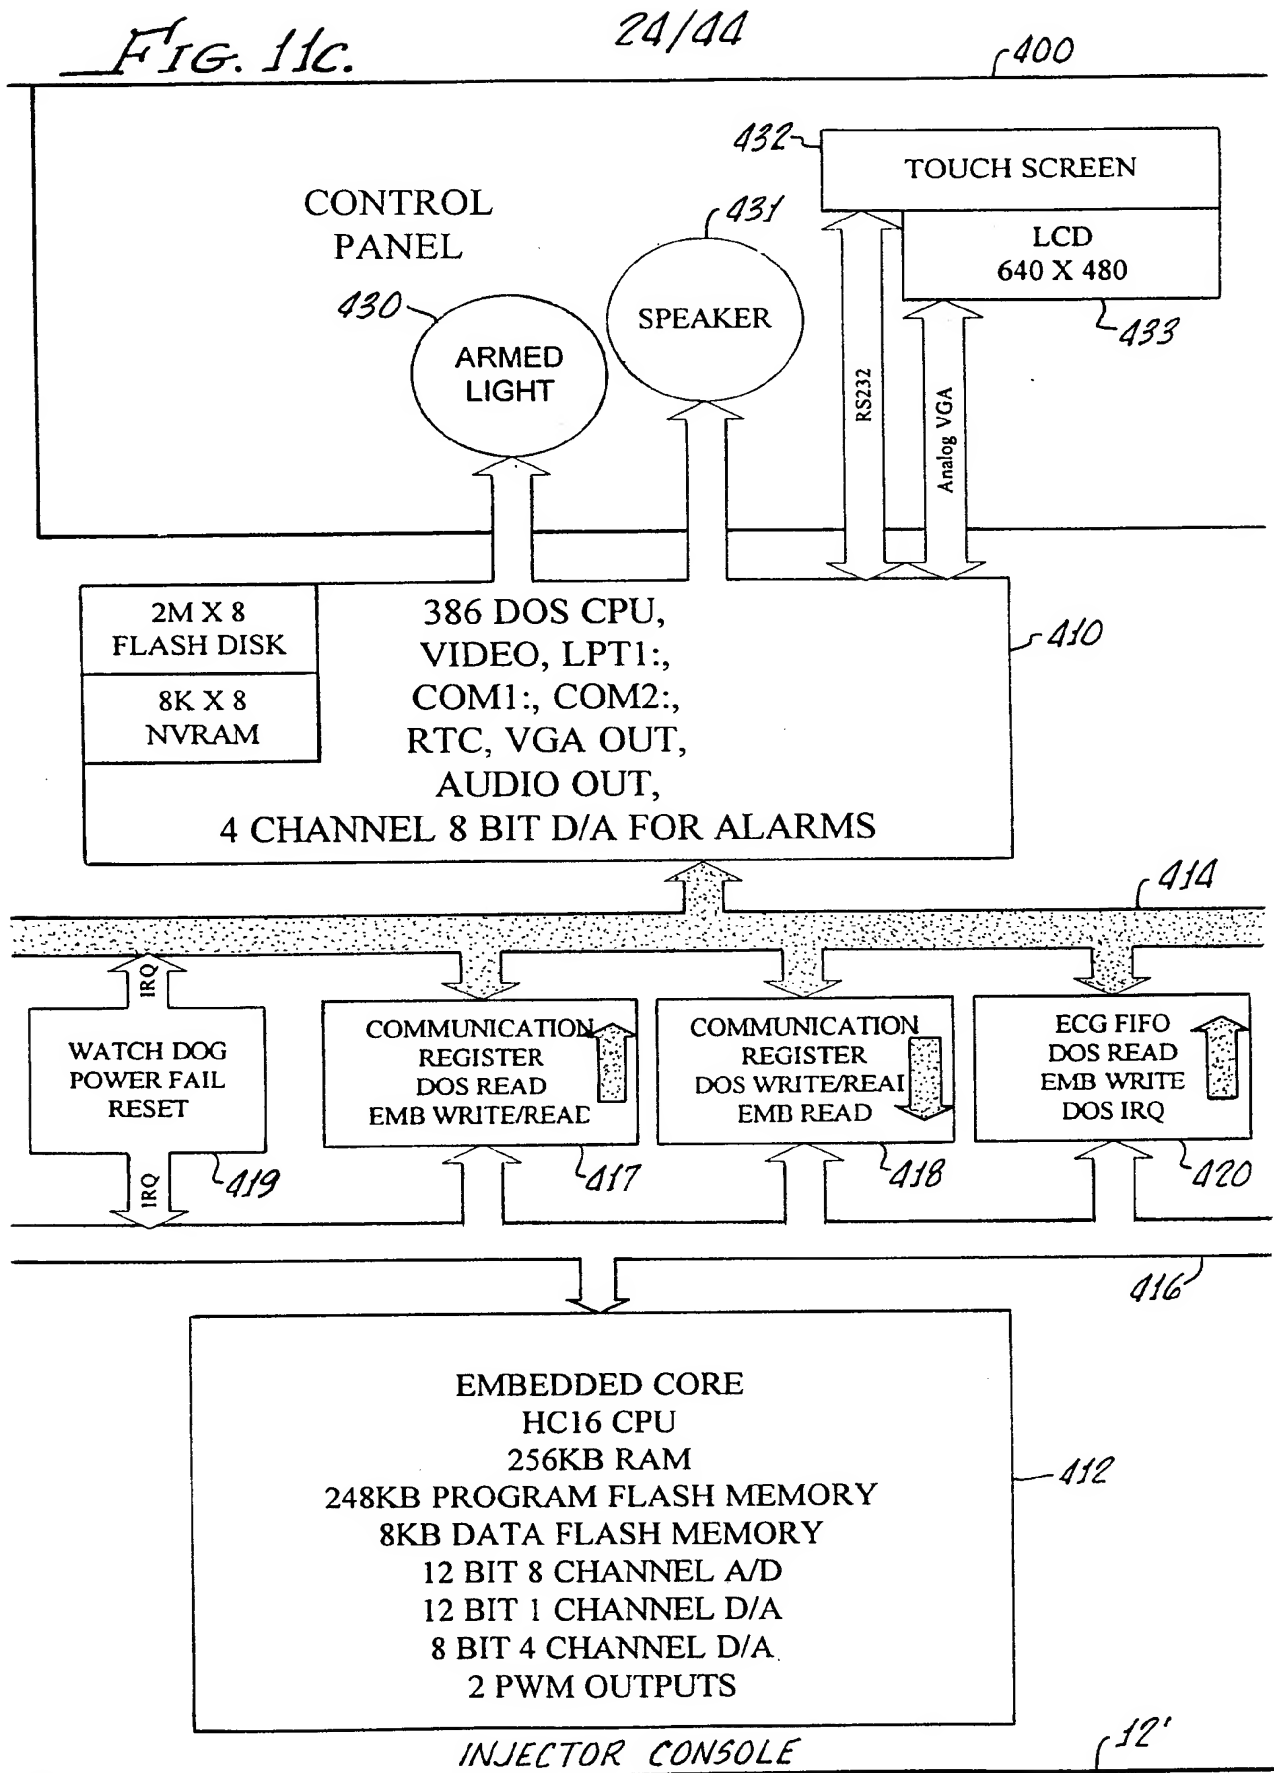 FIG. 11C.
24/44
400
CONTROL
PANEL
432
TOUCH SCREEN
431
LCD
640 X 480
433
430
SPEAKER
ARMED
LIGHT
RS232
Analog VGA
2M X 8
FLASH DISK
8K X 8
NVRAM
386 DOS CPU,
VIDEO, LPT1:,
COM1:, COM2:,
RTC, VGA OUT,
AUDIO OUT,
4 CHANNEL 8 BIT D/A FOR ALARMS
410
414
IRQ
WATCH DOG
POWER FAIL
RESET
419
IRQ
COMMUNICATION
REGISTER
DOS READ
EMB WRITE/READ
417
COMMUNICATION
REGISTER
DOS WRITE/REAI
EMB READ
418
ECG FIFO
DOS READ
EMB WRITE
DOS IRQ
420
416
EMBEDDED CORE
HC16 CPU
256KB RAM
248KB PROGRAM FLASH MEMORY
8KB DATA FLASH MEMORY
12 BIT 8 CHANNEL A/D
12 BIT 1 CHANNEL D/A
8 BIT 4 CHANNEL D/A
2 PWM OUTPUTS
412
INJECTOR CONSOLE
12'